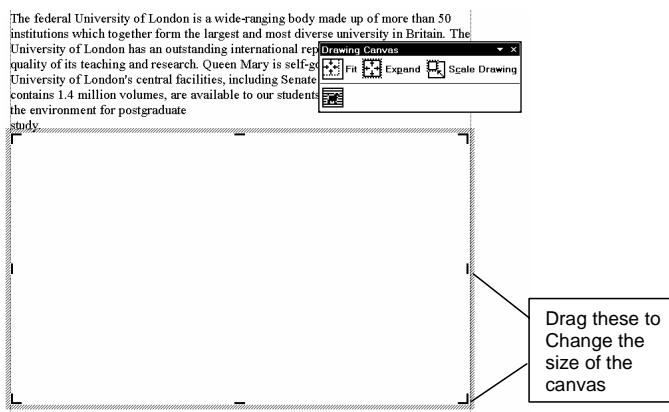 The federal University of London is a wide-ranging body made up of more than 50
institutions which together form the largest and most diverse university in Britain. The
University of London has an outstanding international rep
quality of its teaching and research. Queen Mary is self-go
University of London's central facilities, including Senate
contains 1.4 million volumes, are available to our students
the environment for postgraduate
study.
Drawing Canvas
Fit Expand Scale Drawing
Drag these to
Change the
size of the
canvas